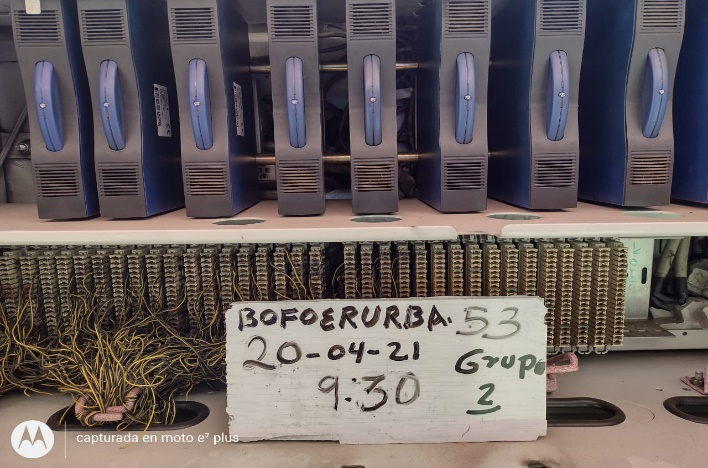 BOFOERURBA. 53
20-04-21
Grupo
9:30
2
capturada en moto e⁷ plus